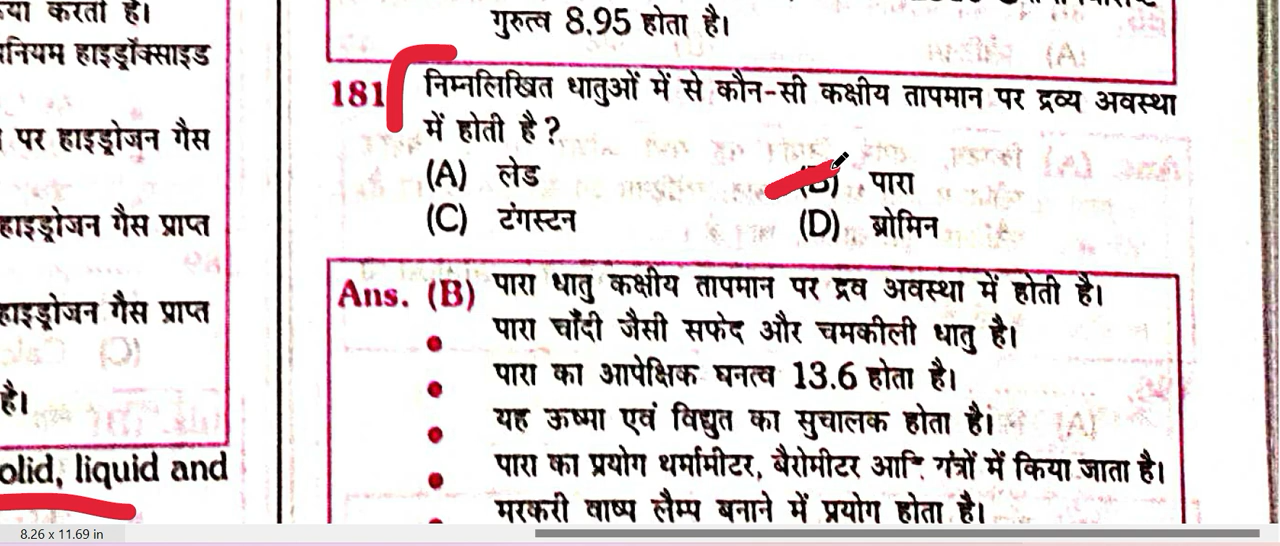 या करता है।
नियम हाइड्रॉक्साइड
पर हाइड्रोजन गैस
हाइड्रोजन गैस प्राप्त
हाइड्रोजन गैस प्राप्त
है।
olid, liquid and
गुरुत्व 8.95 होता है।
181 निम्नलिखित धातुओं में से कौन-सी कक्षीय तापमान पर द्रव्य अवस्था
में होती है?
(A) लेड (B) पारा
(C) टंगस्टन (D) ब्रोमिन
Ans. (B) पारा धातु कक्षीय तापमान पर द्रव अवस्था में होती है।
• पारा चाँदी जैसी सफेद और चमकीली धातु है।
• पारा का आपेक्षिक घनत्व 13.6 होता है।
• यह ऊष्मा एवं विद्युत का सुचालक होता है।
• पारा का प्रयोग थर्मामीटर, बैरोमीटर आदि यंत्रों में किया जाता है।
• मरकरी वाष्प लैम्प बनाने में प्रयोग होता है।
8.26 x 11.69 in